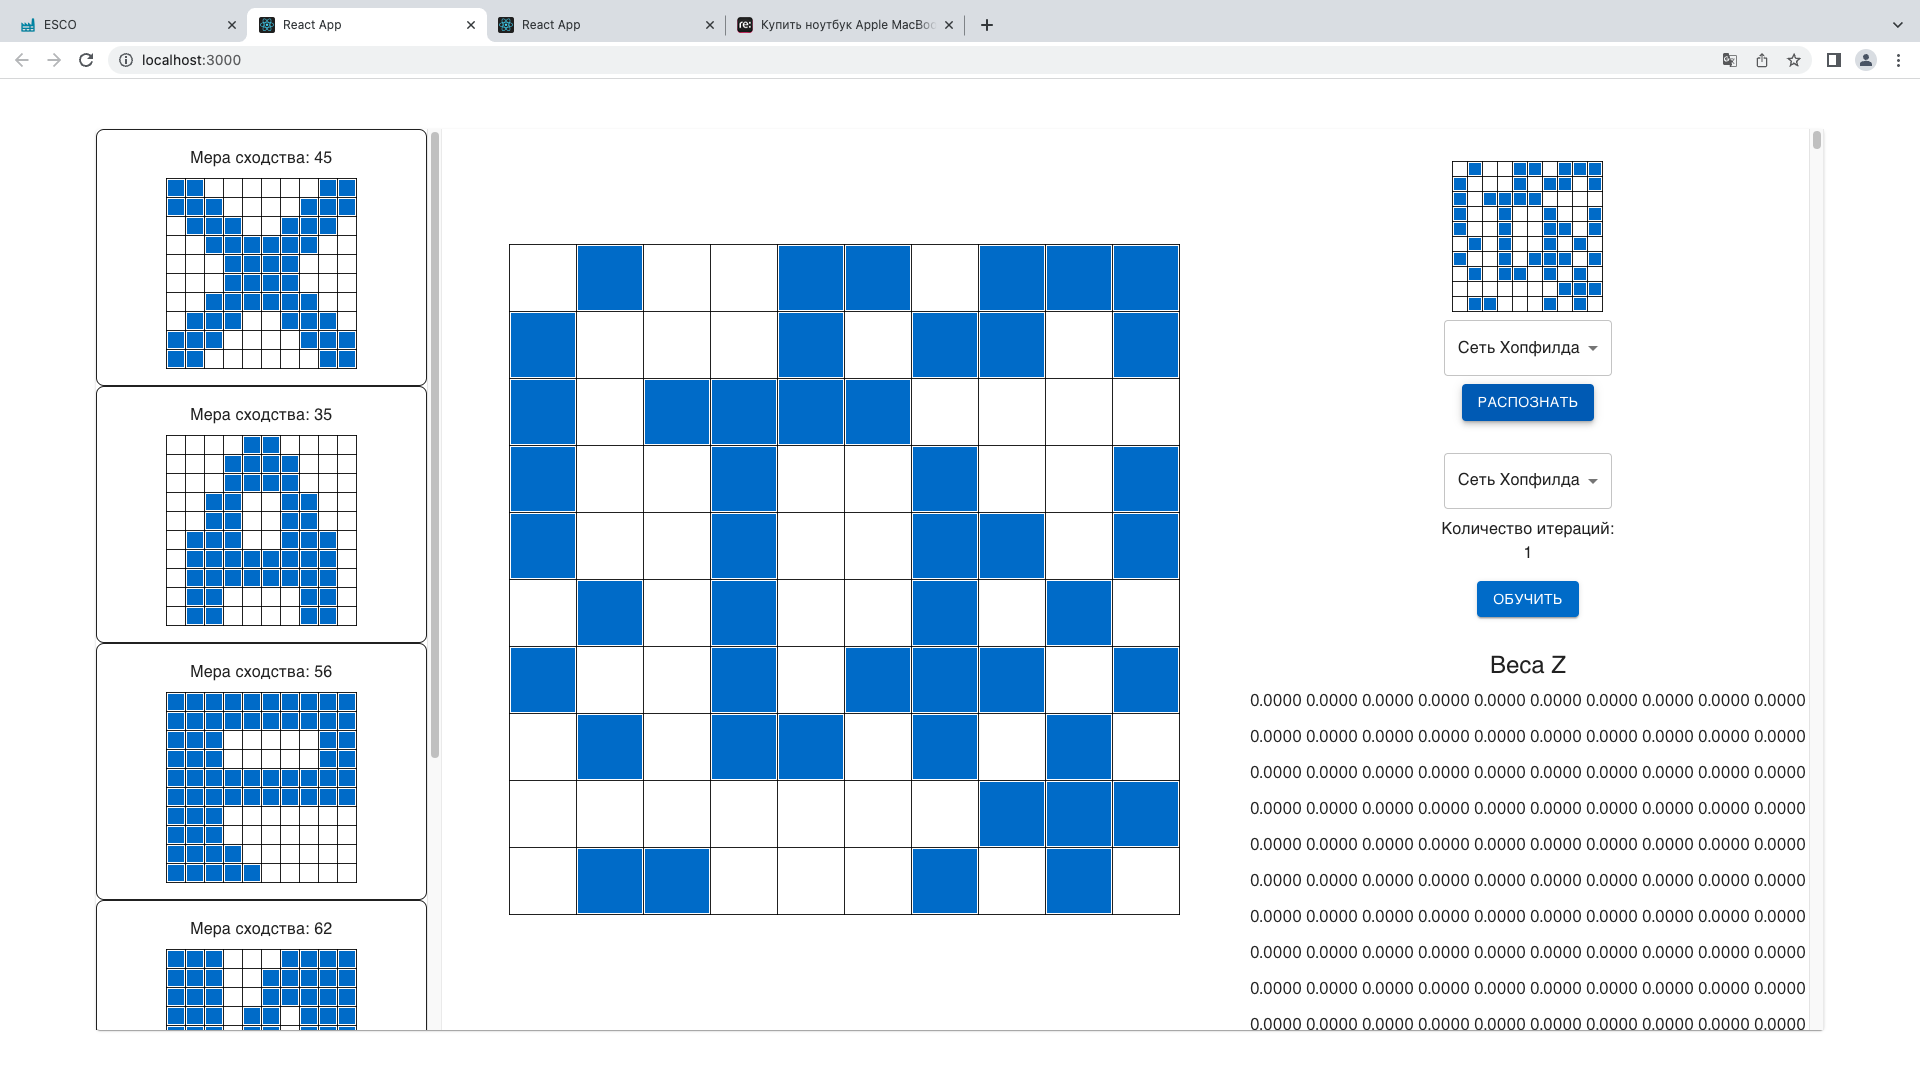 ESCO
React App
React App
Купить ноутбук Apple MacBoo
localhost:3000
Мера сходства: 45
Мера сходства: 35
Мера сходства: 56
Мера сходства: 62
Сеть Хопфилда
РАСПОЗНАТЬ
Сеть Хопфилда
Количество итераций:
1
ОБУЧИТЬ
Веса Z
0.0000 0.0000 0.0000 0.0000 0.0000 0.0000 0.0000 0.0000 0.0000 0.0000
0.0000 0.0000 0.0000 0.0000 0.0000 0.0000 0.0000 0.0000 0.0000 0.0000
0.0000 0.0000 0.0000 0.0000 0.0000 0.0000 0.0000 0.0000 0.0000 0.0000
0.0000 0.0000 0.0000 0.0000 0.0000 0.0000 0.0000 0.0000 0.0000 0.0000
0.0000 0.0000 0.0000 0.0000 0.0000 0.0000 0.0000 0.0000 0.0000 0.0000
0.0000 0.0000 0.0000 0.0000 0.0000 0.0000 0.0000 0.0000 0.0000 0.0000
0.0000 0.0000 0.0000 0.0000 0.0000 0.0000 0.0000 0.0000 0.0000 0.0000
0.0000 0.0000 0.0000 0.0000 0.0000 0.0000 0.0000 0.0000 0.0000 0.0000
0.0000 0.0000 0.0000 0.0000 0.0000 0.0000 0.0000 0.0000 0.0000 0.0000
0.0000 0.0000 0.0000 0.0000 0.0000 0.0000 0.0000 0.0000 0.0000 0.0000